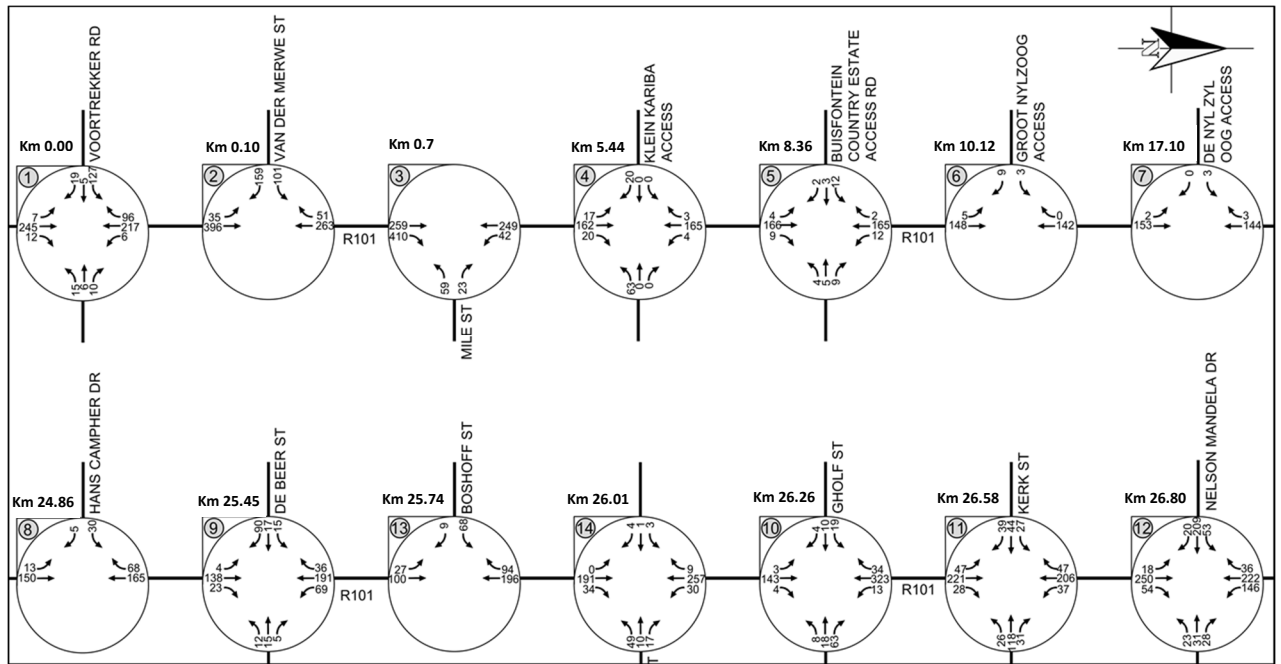 N
Km 0.00
VOORTREKKER RD
1
19 5 127
7
245
12
96
217
6
15 6 10
Km 0.10
VAN DER MERWE ST
2
159 101
35
396
51
263
R101
Km 0.7
3
259
410
249
42
59 23
MILE ST
Km 5.44
KLEIN KARIBA
ACCESS
4
20 0 0
17
162
20
3
165
4
63 0 0
Km 8.36
BUISFONTEIN
COUNTRY ESTATE
ACCESS RD
5
2 3 12
4
166
9
2
165
12
4 5 9
R101
Km 10.12
GROOT NYLZOOG
ACCESS
6
9 3
5
148
0
142
Km 17.10
DE NYL ZYL
OOG ACCESS
7
0 3
2
153
3
144
Km 24.86
HANS CAMPHER DR
8
5 30
13
150
68
165
Km 25.45
DE BEER ST
9
90 17 15
4
138
23
36
191
69
12 15 5
R101
Km 25.74
BOSHOFF ST
13
9 68
27
100
94
196
Km 26.01
14
4 1 3
0
191
34
9
257
30
49 10 17
T
Km 26.26
GHOLF ST
10
4 10 19
3
143
4
34
323
13
8 18 63
R101
Km 26.58
KERK ST
11
39 44 27
47
221
28
47
206
37
26 118 31
Km 26.80
NELSON MANDELA DR
12
20 209 53
18
250
54
36
222
146
23 31 28